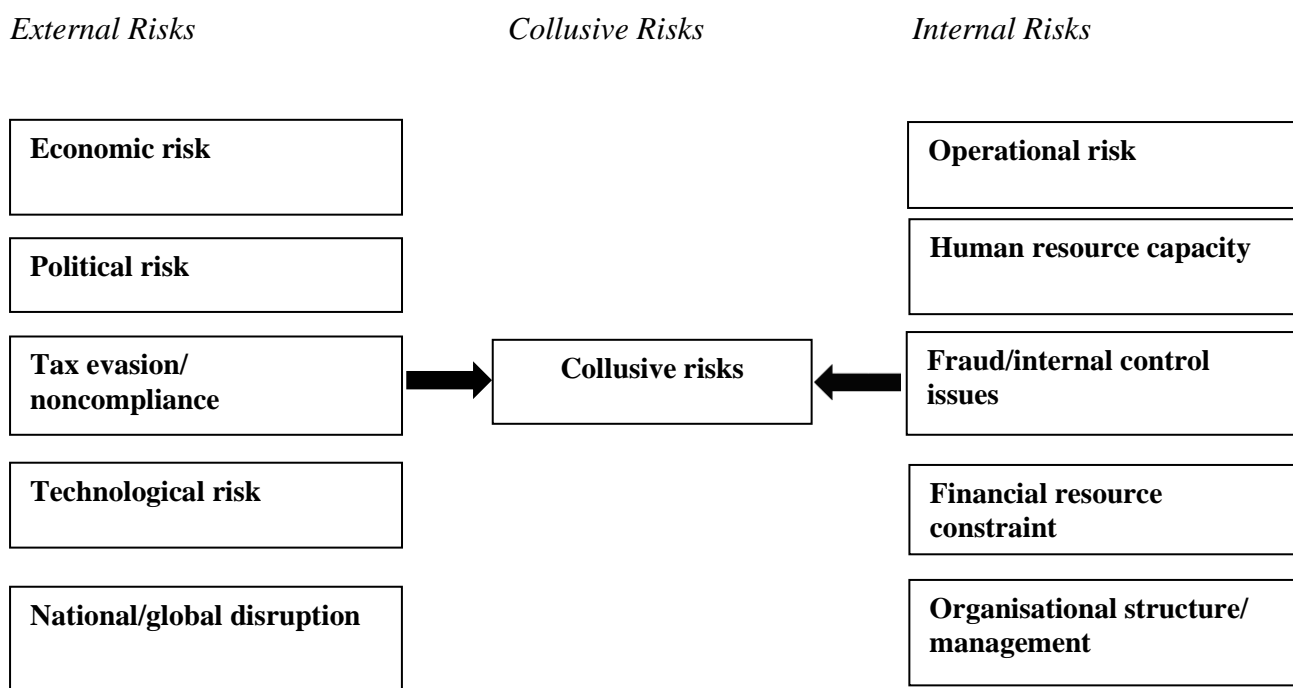 External Risks
Collusive Risks
Internal Risks
Economic risk
Political risk
Tax evasion/
noncompliance
Technological risk
National/global disruption
Collusive risks
Operational risk
Human resource capacity
Fraud/internal control
issues
Financial resource
constraint
Organisational structure/
management